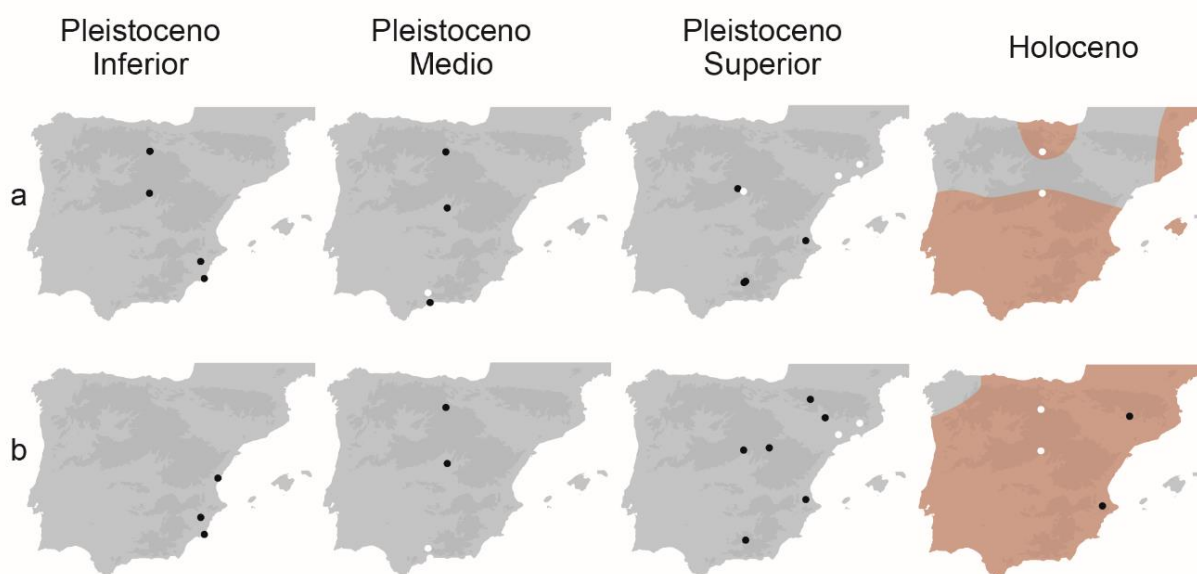 Pleistoceno
Inferior
Pleistoceno
Medio
Pleistoceno
Superior
Holoceno
a
b